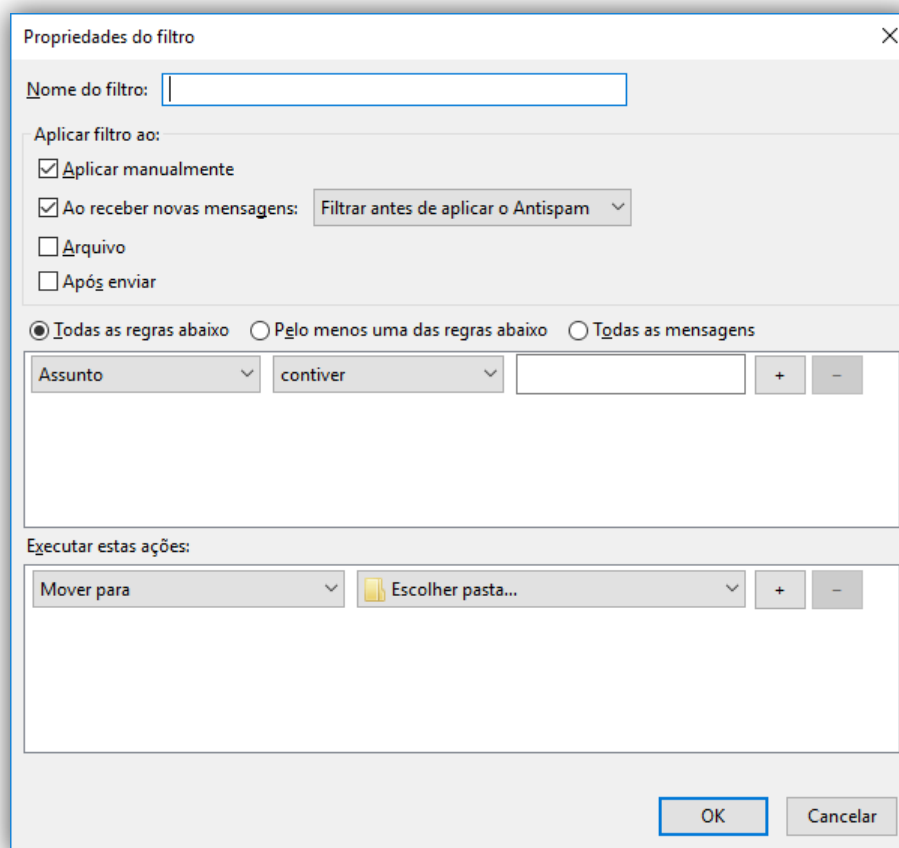 Propriedades do filtro
Nome do filtro:
Aplicar filtro ao:
Aplicar manualmente
Ao receber novas mensagens: Filtrar antes de aplicar o Antispam
Arquivo
Após enviar
Todas as regras abaixo Pelo menos uma das regras abaixo Todas as mensagens
Assunto contiver + −
Executar estas ações:
Mover para Escolher pasta... + −
OK Cancelar